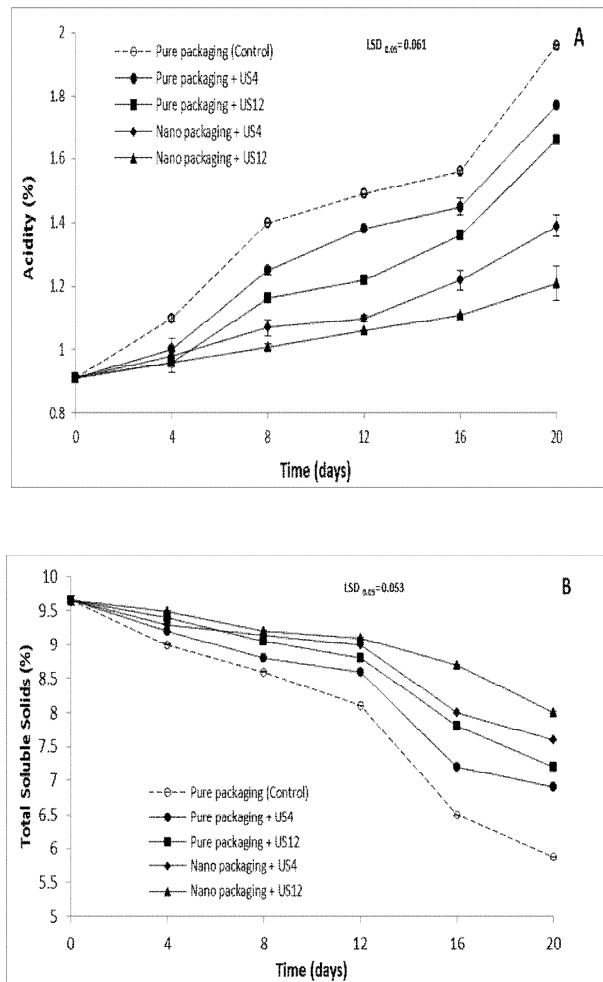 A
LSD 0.05=0.061
Pure packaging (Control)
Pure packaging + US4
Pure packaging + US12
Nano packaging + US4
Nano packaging + US12
Acidity (%)
2
1.8
1.6
1.4
1.2
1
0.8
0 4 8 12 16 20
Time (days)
B
LSD 0.05=0.053
Total Soluble Solids (%)
10
9.5
9
8.5
8
7.5
7
6.5
6
5.5
5
Pure packaging (Control)
Pure packaging + US4
Pure packaging + US12
Nano packaging + US4
Nano packaging + US12
0 4 8 12 16 20
Time (days)